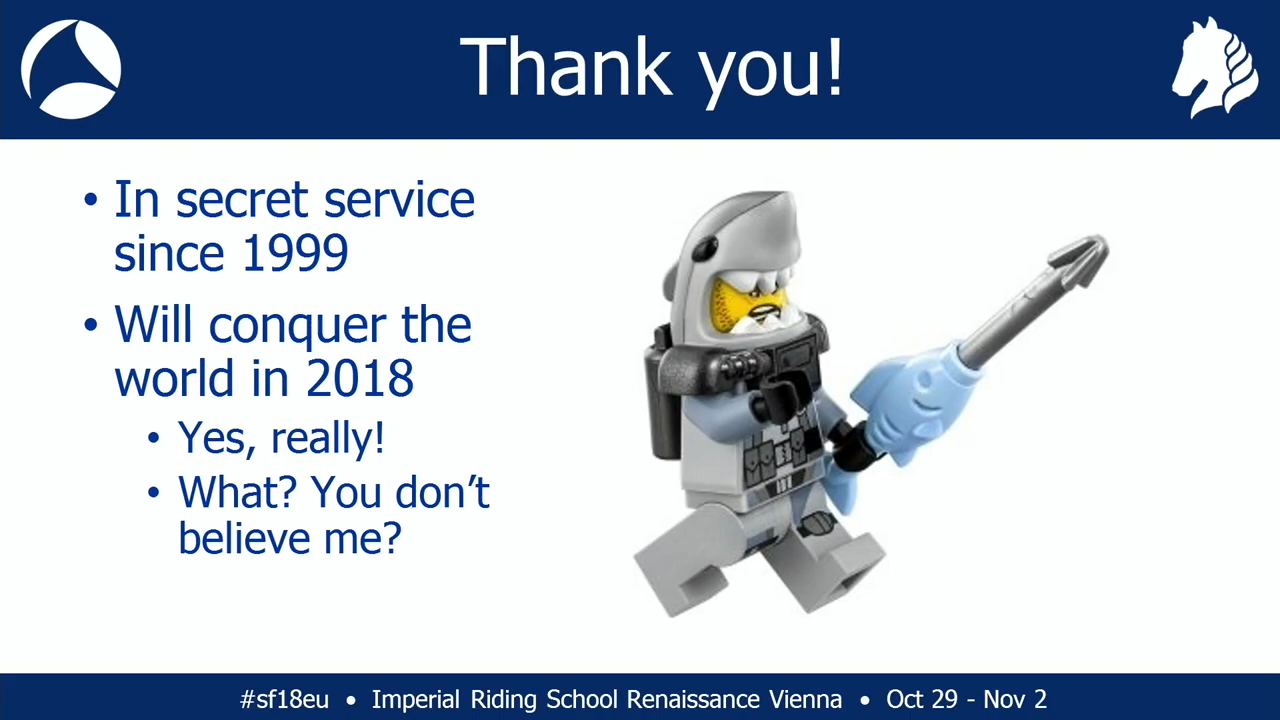 Thank you!
• In secret service
since 1999
• Will conquer the
world in 2018
• Yes, really!
• What? You don’t
believe me?
#sf18eu • Imperial Riding School Renaissance Vienna • Oct 29 - Nov 2